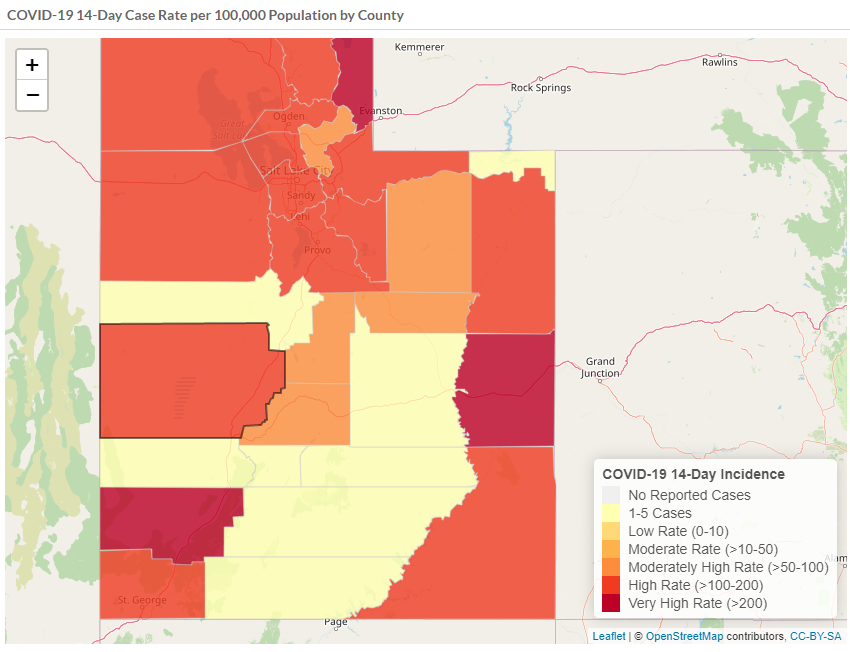 COVID-19 14-Day Case Rate per 100,000 Population by County
+
−
Kemmerer
Rawlins
Rock Springs
Evanston
Ogden
Great
Salt Lake
Salt Lake City
Sandy
Lehi
Provo
Grand
Junction
St. George
Page
Alam
COVID-19 14-Day Incidence
No Reported Cases
1-5 Cases
Low Rate (0-10)
Moderate Rate (>10-50)
Moderately High Rate (>50-100)
High Rate (>100-200)
Very High Rate (>200)
Leaflet | © OpenStreetMap contributors, CC-BY-SA